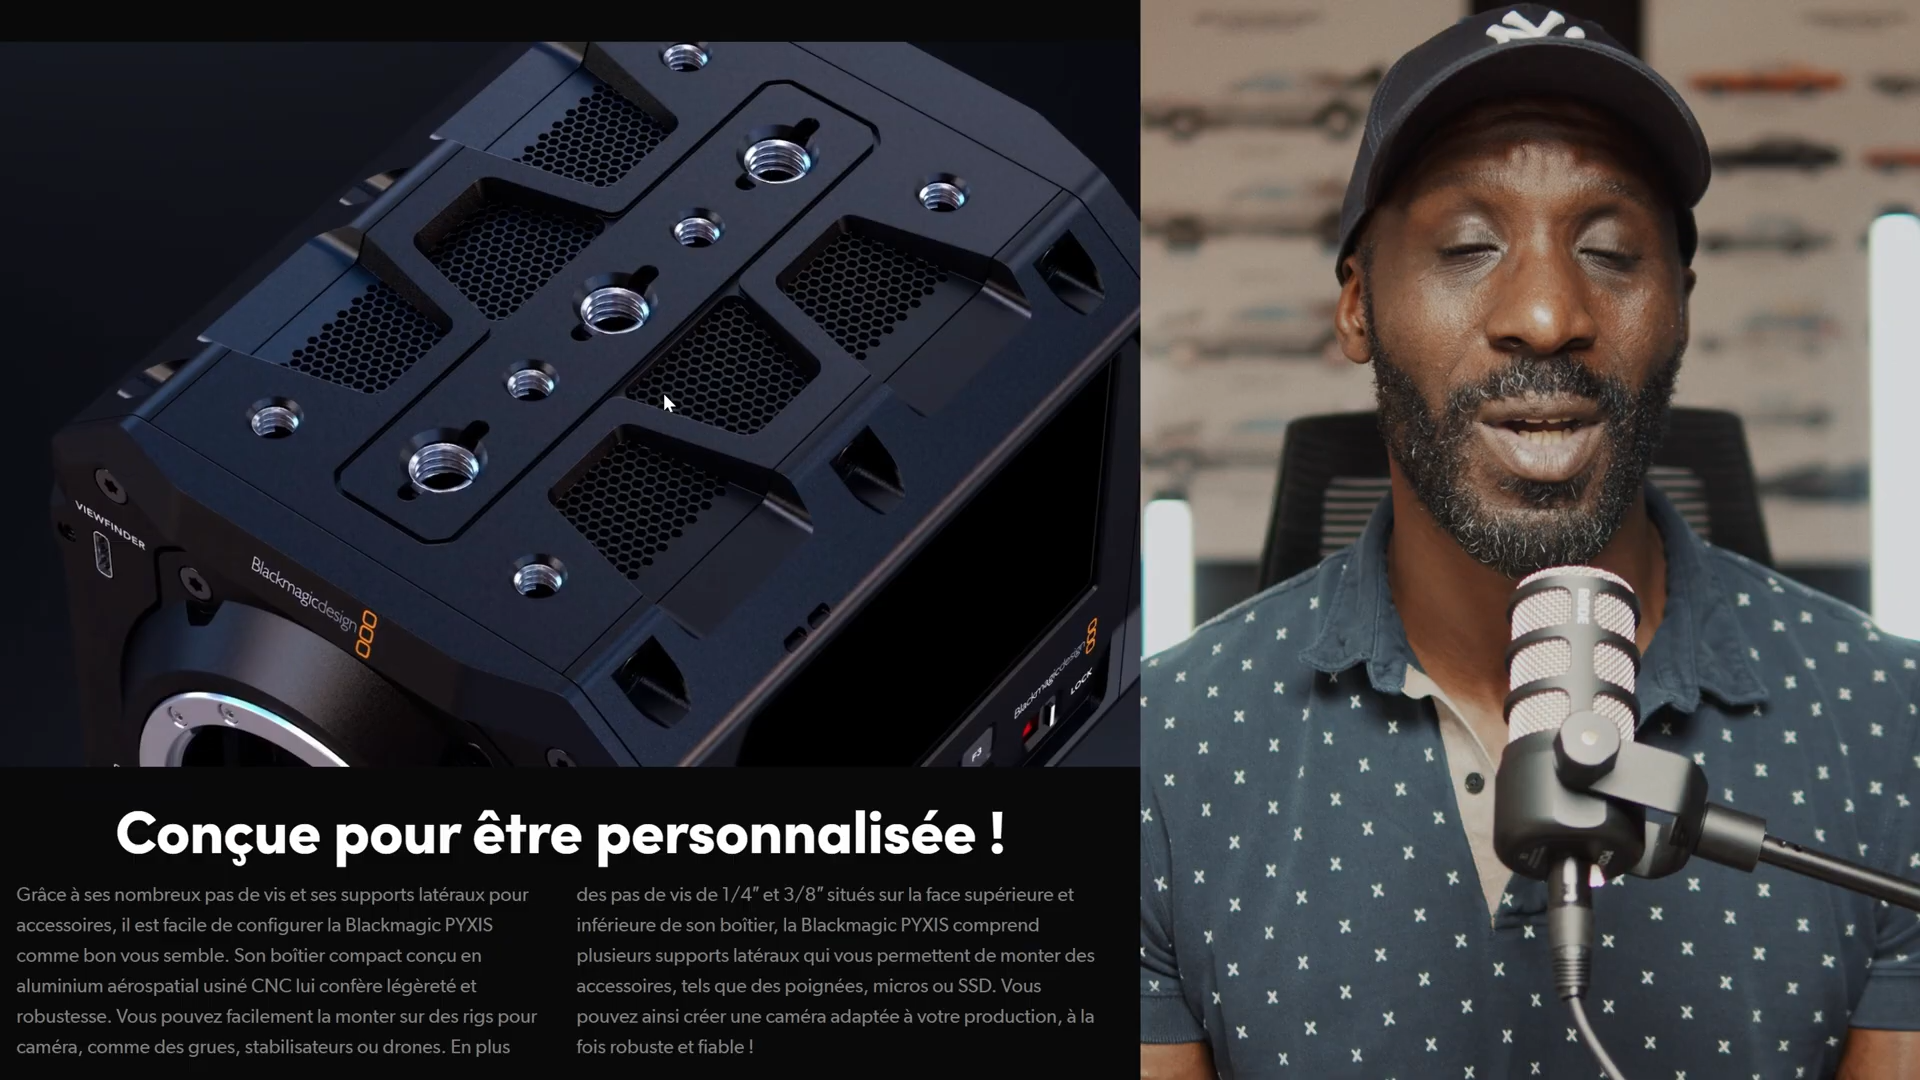 VIEWFINDER
Blackmagicdesign
Blackmagicdesign
LOCK
F3
RØDE
Conçue pour être personnalisée !
Grâce à ses nombreux pas de vis et ses supports latéraux pour
accessoires, il est facile de configurer la Blackmagic PYXIS
comme bon vous semble. Son boîtier compact conçu en
aluminium aérospatial usiné CNC lui confère légèreté et
robustesse. Vous pouvez facilement la monter sur des rigs pour
caméra, comme des grues, stabilisateurs ou drones. En plus
des pas de vis de 1/4″ et 3/8″ situés sur la face supérieure et
inférieure de son boîtier, la Blackmagic PYXIS comprend
plusieurs supports latéraux qui vous permettent de monter des
accessoires, tels que des poignées, micros ou SSD. Vous
pouvez ainsi créer une caméra adaptée à votre production, à la
fois robuste et fiable !